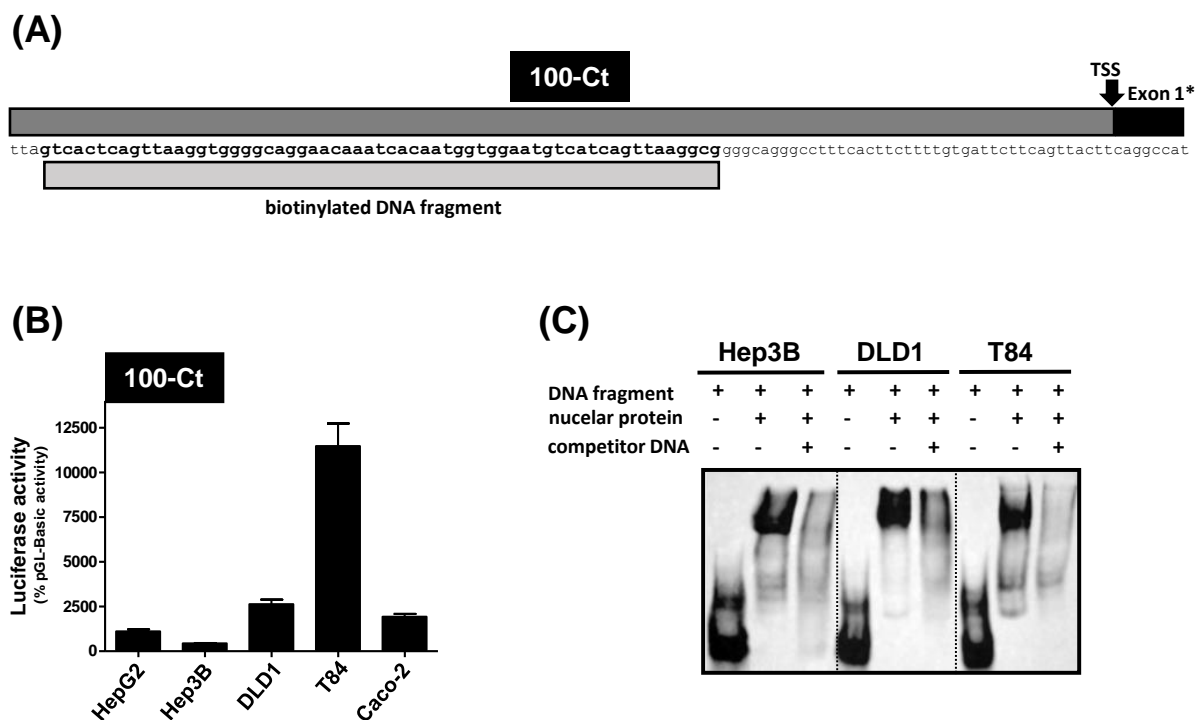 (A)
100-Ct
TSS
Exon 1*
ttagtcactcagttaaggtggggcaggaacaaatcacaatggtggaatgtcatcagttaaggcggggcagggcctttcacttcttttgtgattcttcagttacttcaggccat
biotinylated DNA fragment
(B)
100-Ct
Luciferase activity
(% pGL-Basic activity)
12500
10000
7500
5000
2500
0
HepG2 Hep3B DLD1 T84 Caco-2
(C)
Hep3B DLD1 T84
DNA fragment + + + + + + + + +
nucelar protein - + + - + + - + +
competitor DNA - - + - - + - - +